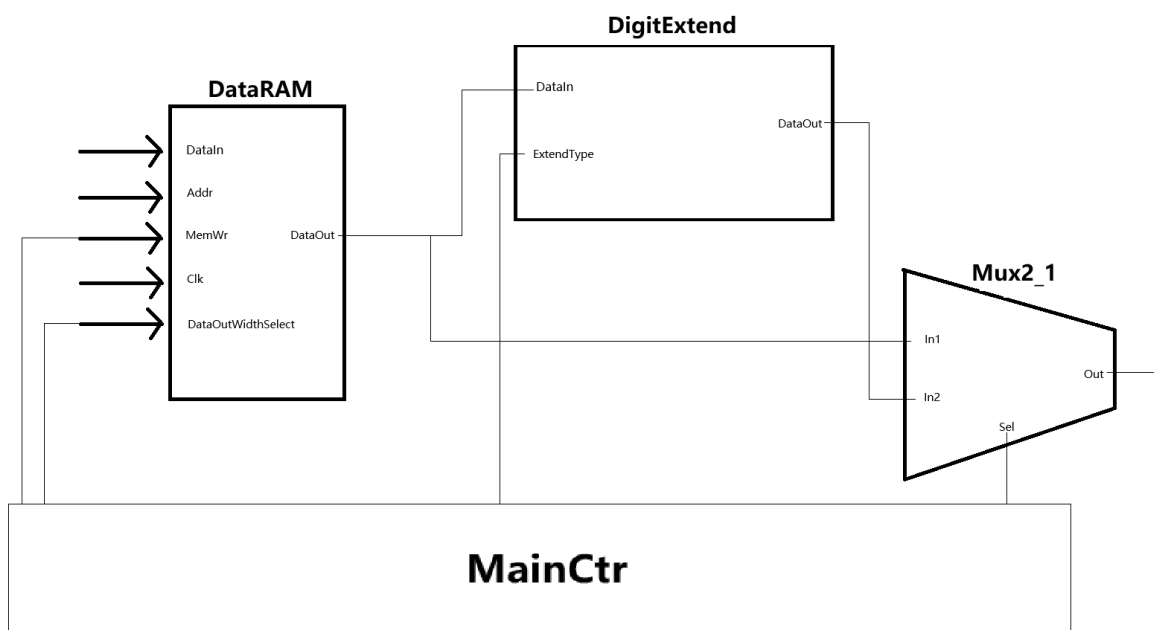 DigitExtend
DataIn
DataOut
ExtendType
DataRAM
DataIn
Addr
MemWr
DataOut
Clk
DataOutWidthSelect
Mux2_1
In1
Out
In2
Sel
MainCtr